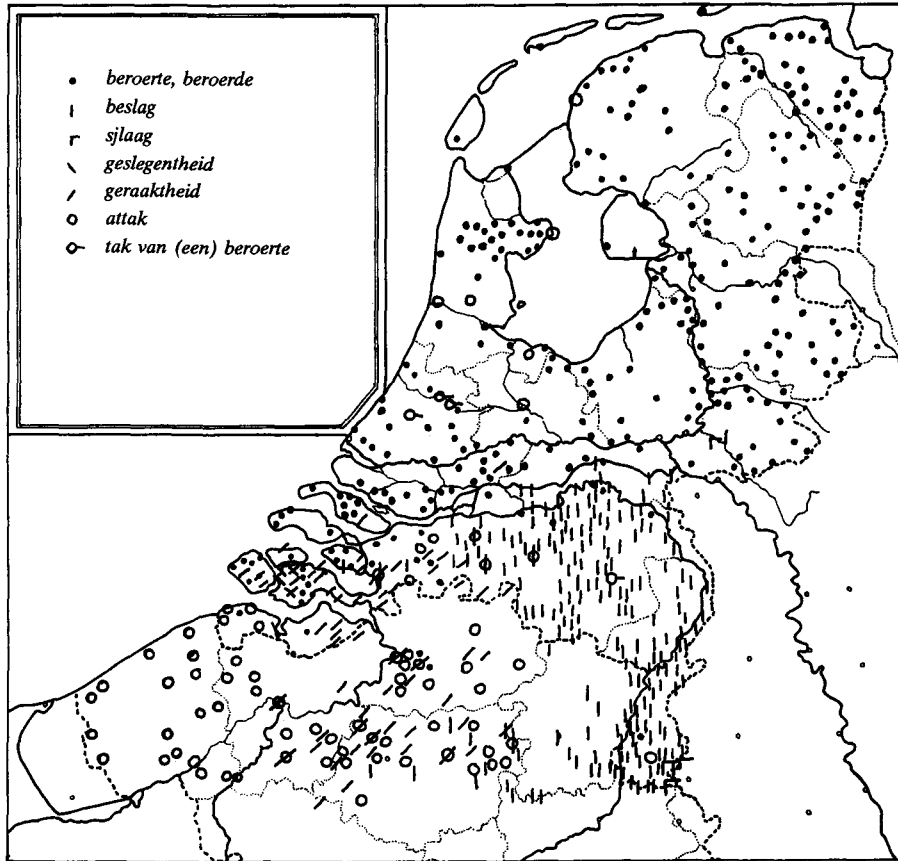 beroerte, beroerde
beslag
sjlaag
geslegentheid
geraaktheid
attak
tak van (een) beroerte